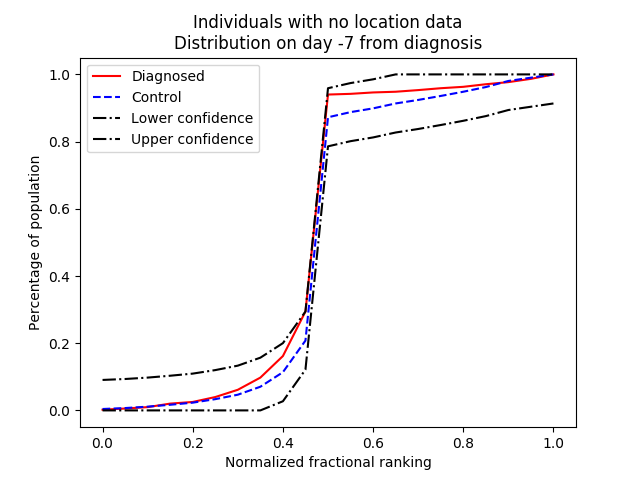 Individuals with no location data
Distribution on day -7 from diagnosis
Diagnosed
Control
Lower confidence
Upper confidence
Percentage of population
1.0
0.8
0.6
0.4
0.2
0.0
0.0 0.2 0.4 0.6 0.8 1.0
Normalized fractional ranking